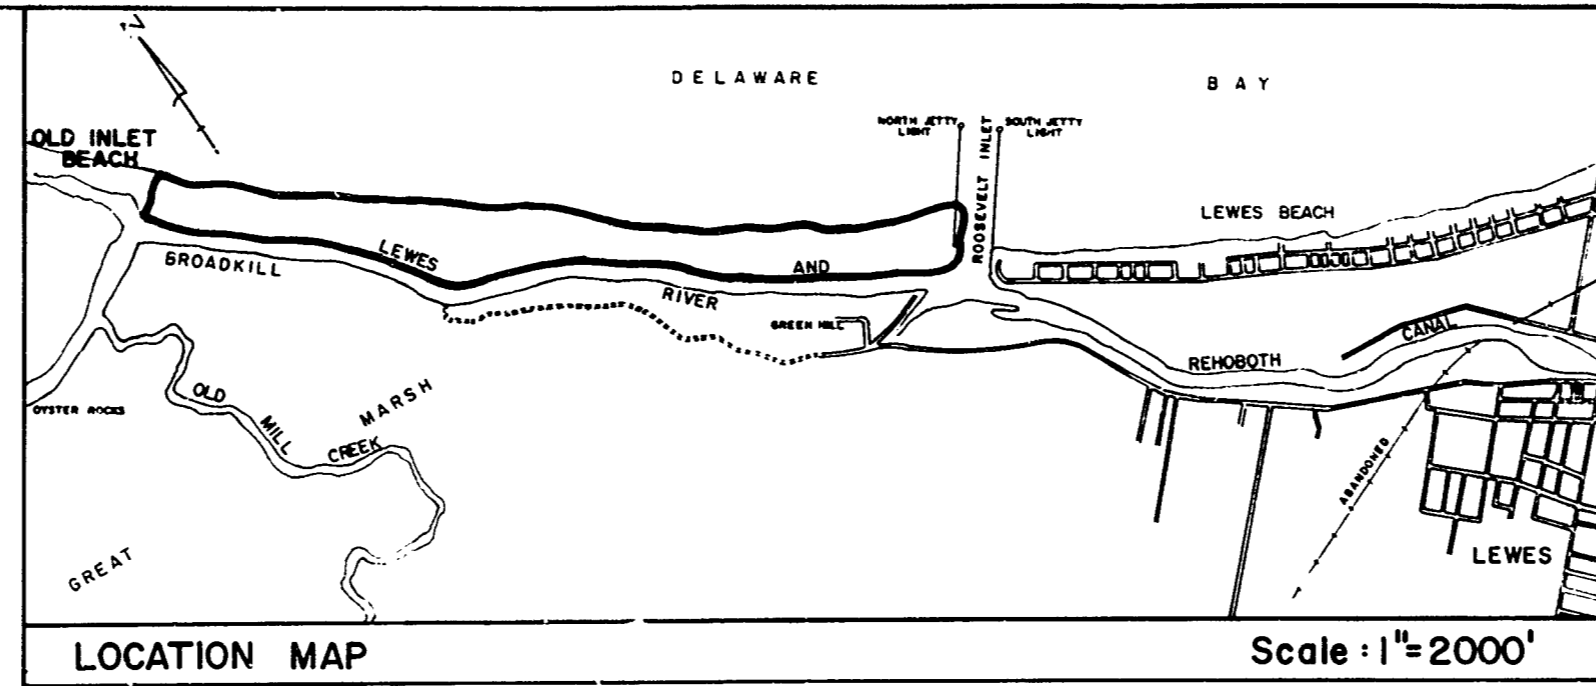 N
DELAWARE BAY
OLD INLET
BEACH
NORTH JETTY
LIGHT
ROOSEVELT INLET
SOUTH JETTY
LIGHT
LEWES BEACH
LEWES AND
BROADKILL RIVER
GREEN HILL
REHOBOTH CANAL
OYSTER ROCKS
OLD MILL CREEK
GREAT MARSH
ABANDONED
LEWES
LOCATION MAP
Scale : 1"=2000'